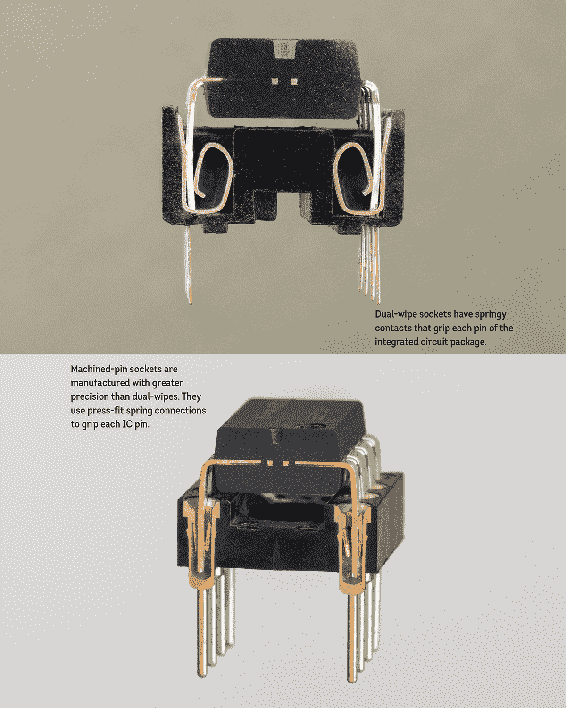 Dual-wipe sockets have springy
contacts that grip each pin of the
integrated circuit package.
Machined-pin sockets are
manufactured with greater
precision than dual-wipes. They
use press-fit spring connections
to grip each IC pin.